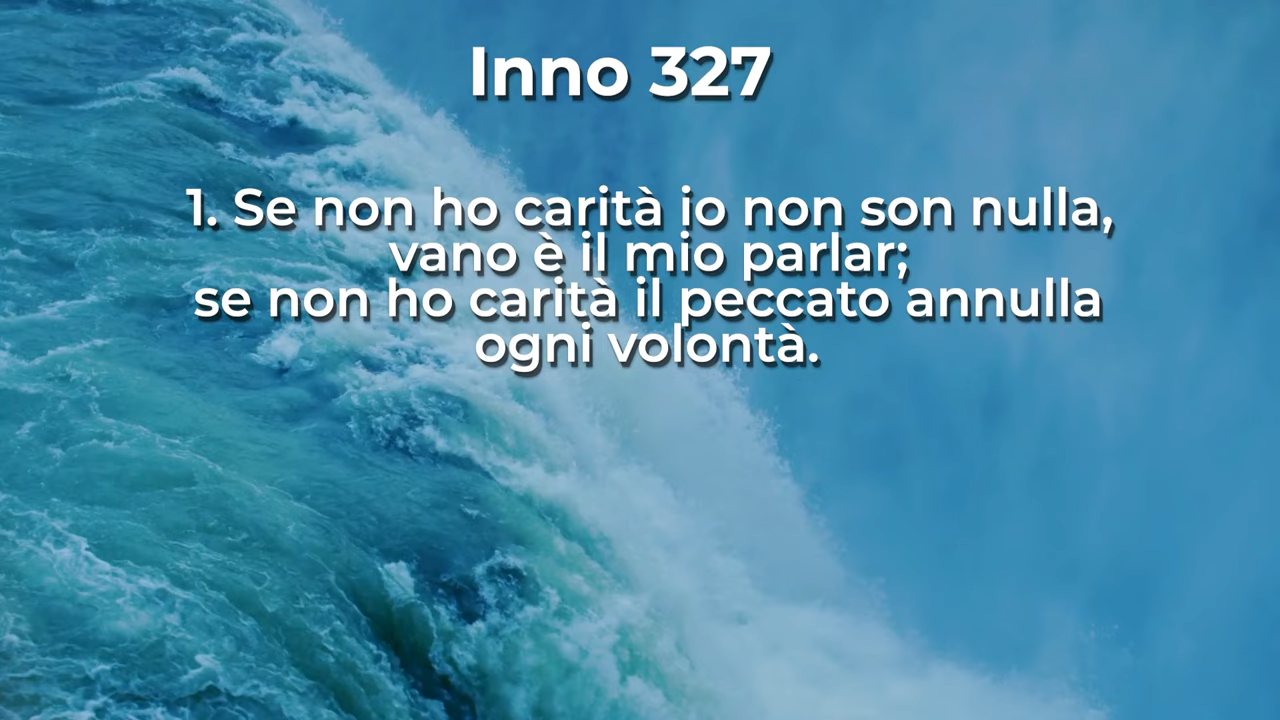 Inno 327
1. Se non ho carità io non son nulla,
vano è il mio parlar;
se non ho carità il peccato annulla
ogni volontà.